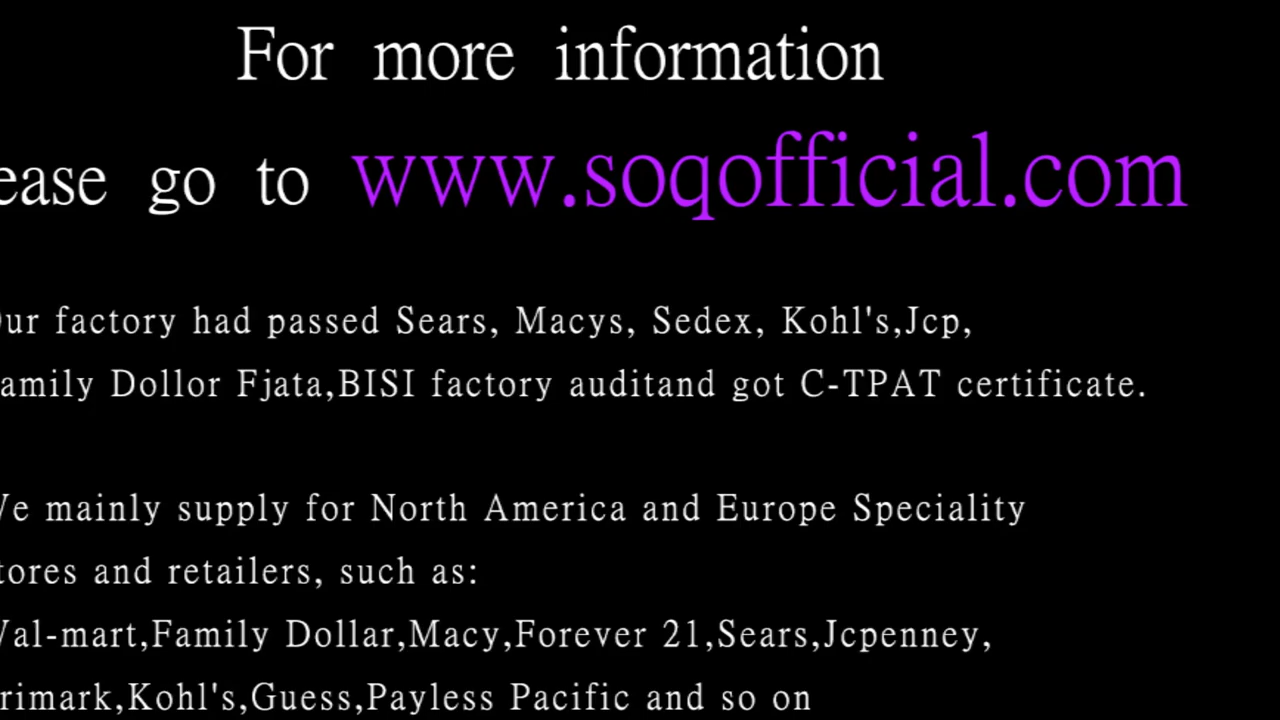 For more information
ease go to www.soqofficial.com
ur factory had passed Sears, Macys, Sedex, Kohl's,Jcp,
amily Dollor Fjata,BISI factory auditand got C-TPAT certificate.
We mainly supply for North America and Europe Speciality
tores and retailers, such as:
Wal-mart,Family Dollar,Macy,Forever 21,Sears,Jcpenney,
rimark,Kohl's,Guess,Payless Pacific and so on